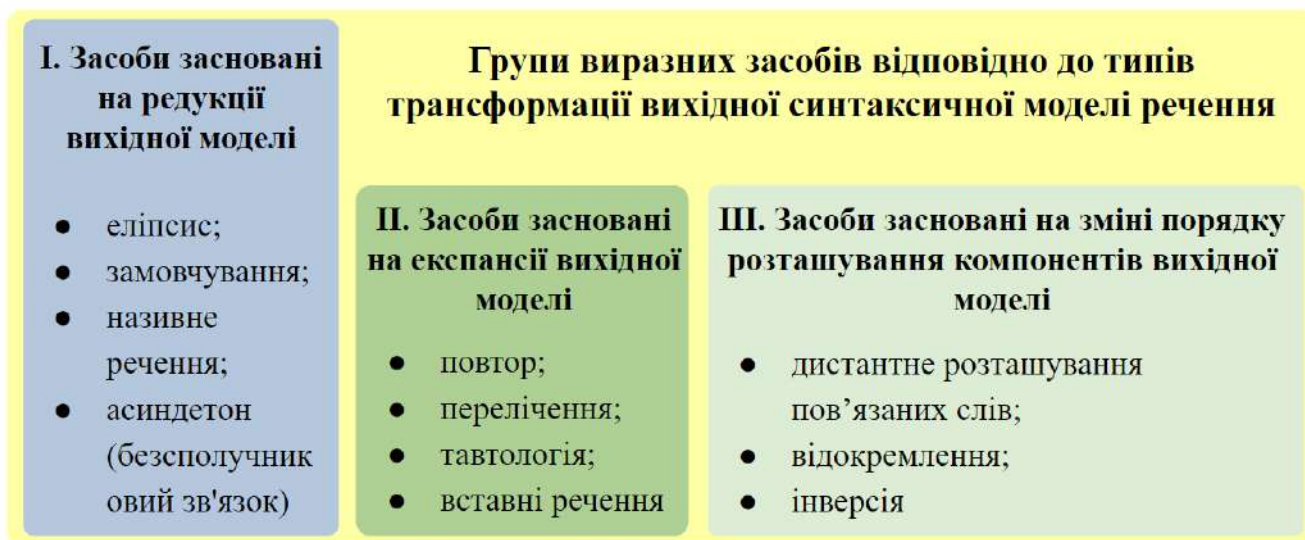 І. Засоби засновані
на редукції
вихідної моделі
● еліпсис;
● замовчування;
● називне
речення;
● асиндетон
(безсполучник
овий зв'язок)
Групи виразних засобів відповідно до типів
трансформації вихідної синтаксичної моделі речення
ІІ. Засоби засновані
на експансії вихідної
моделі
● повтор;
● перелічення;
● тавтологія;
● вставні речення
ІІІ. Засоби засновані на зміні порядку
розташування компонентів вихідної
моделі
● дистантне розташування
пов’язаних слів;
● відокремлення;
● інверсія